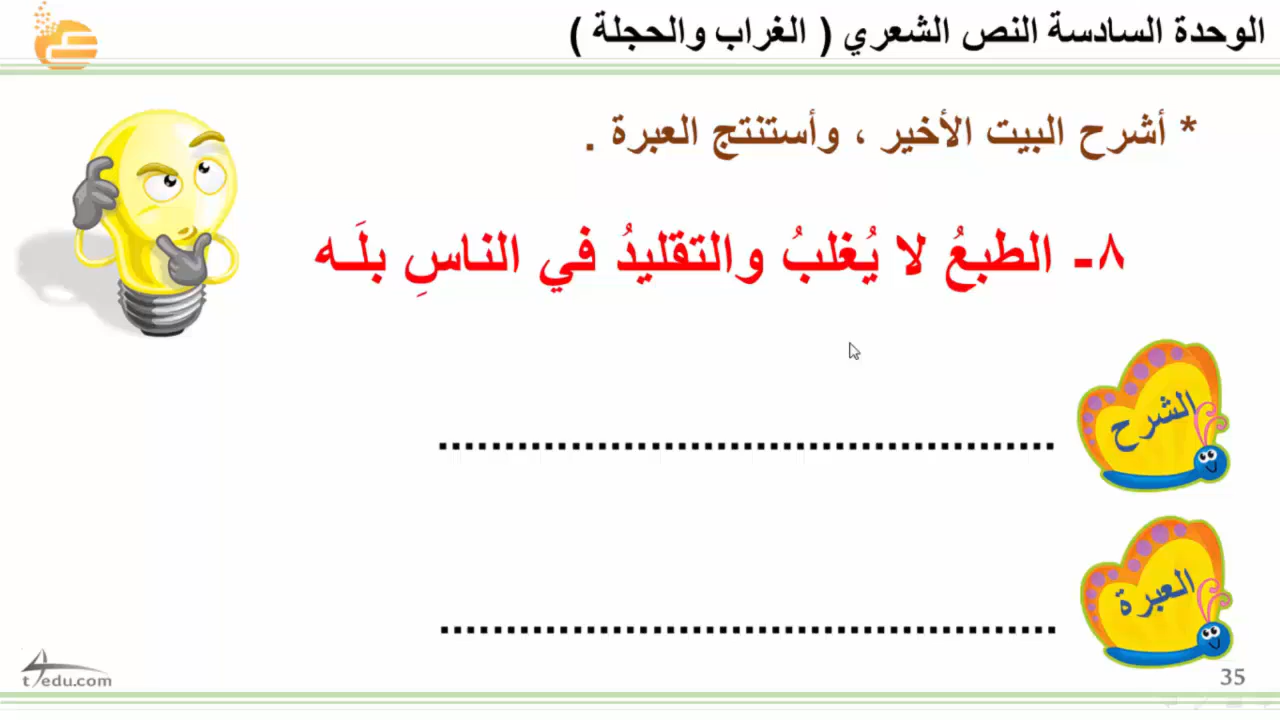 الوحدة السادسة النص الشعري ( الغراب والحجلة )
* أشرح البيت الأخير ، وأستنتج العبرة .
٨- الطبعُ لا يُغلبُ والتقليدُ في الناسِ بلَـه
الشرح
................................................
العبرة
................................................
t4edu.com
35